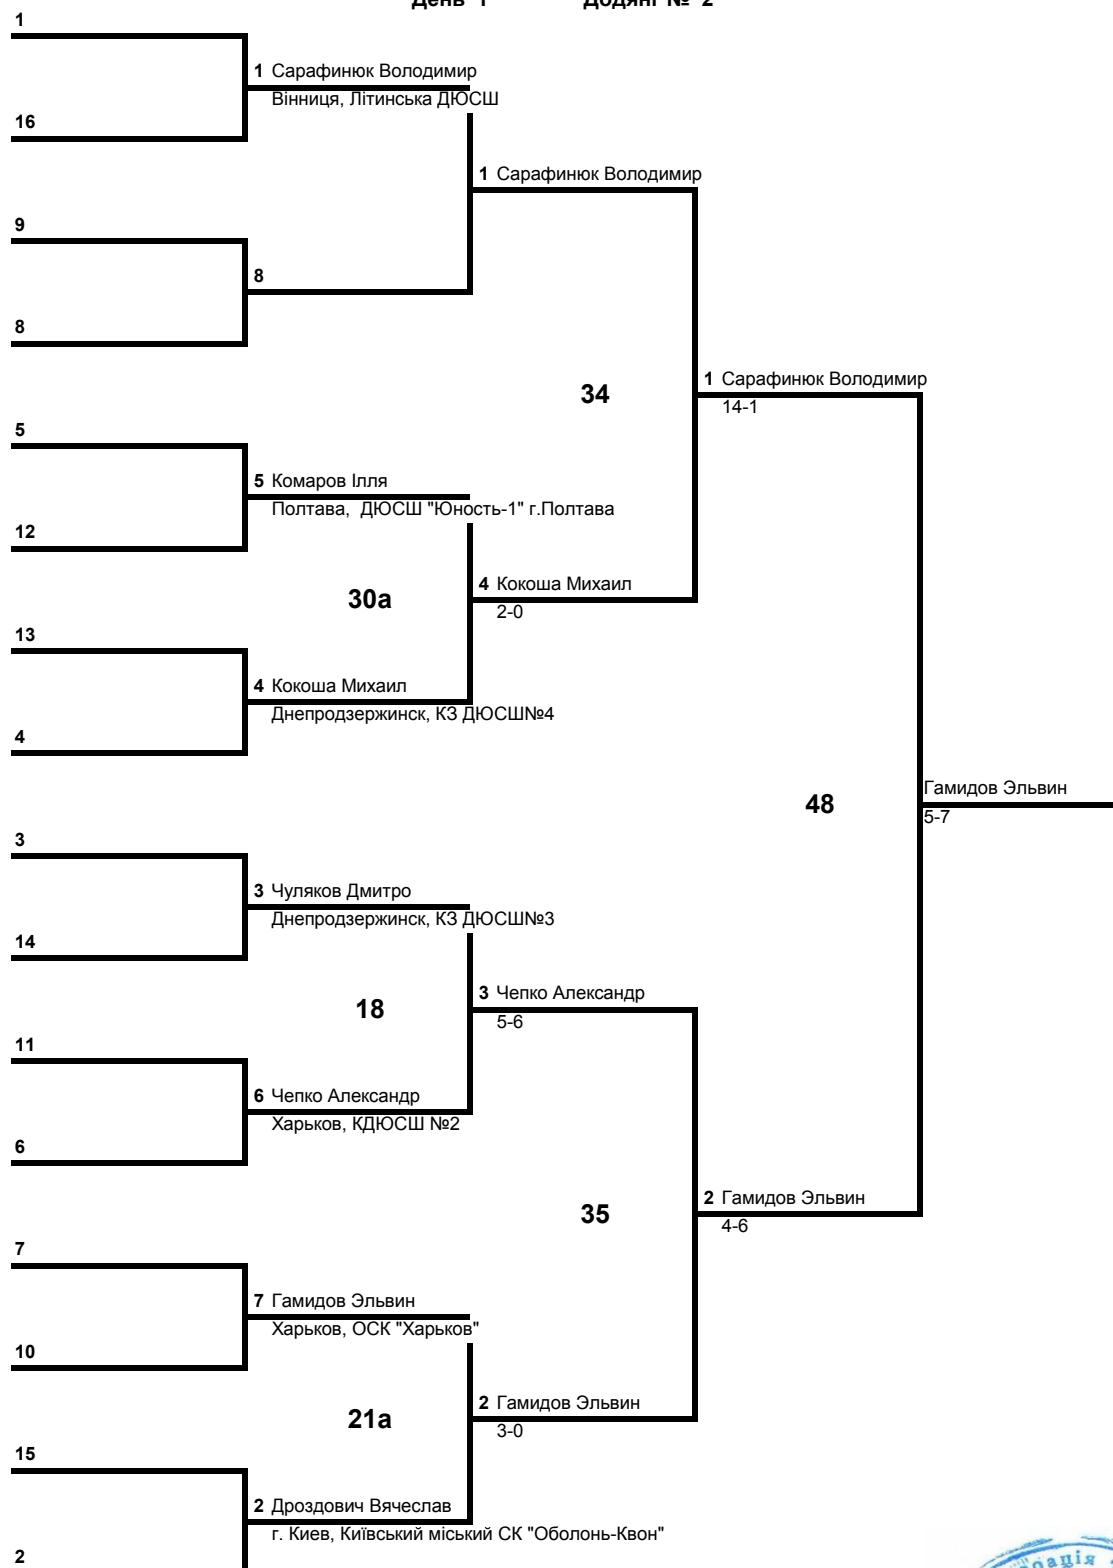 День 1 Додянг № 2
1
1 Сарафинюк Володимир
Вінниця, Літинська ДЮСШ
16
1 Сарафинюк Володимир
9
8
8
34
1 Сарафинюк Володимир
14-1
5
5 Комаров Ілля
Полтава, ДЮСШ "Юность-1" г.Полтава
12
30а
4 Кокоша Михаил
2-0
13
4 Кокоша Михаил
Днепродзержинск, КЗ ДЮСШ№4
4
48
Гамидов Эльвин
5-7
3
3 Чуляков Дмитро
Днепродзержинск, КЗ ДЮСШ№3
14
18
3 Чепко Александр
5-6
11
6 Чепко Александр
Харьков, КДЮСШ №2
6
35
2 Гамидов Эльвин
4-6
7
7 Гамидов Эльвин
Харьков, ОСК "Харьков"
10
21а
2 Гамидов Эльвин
3-0
15
2 Дроздович Вячеслав
г. Киев, Київський міський СК "Оболонь-Квон"
2